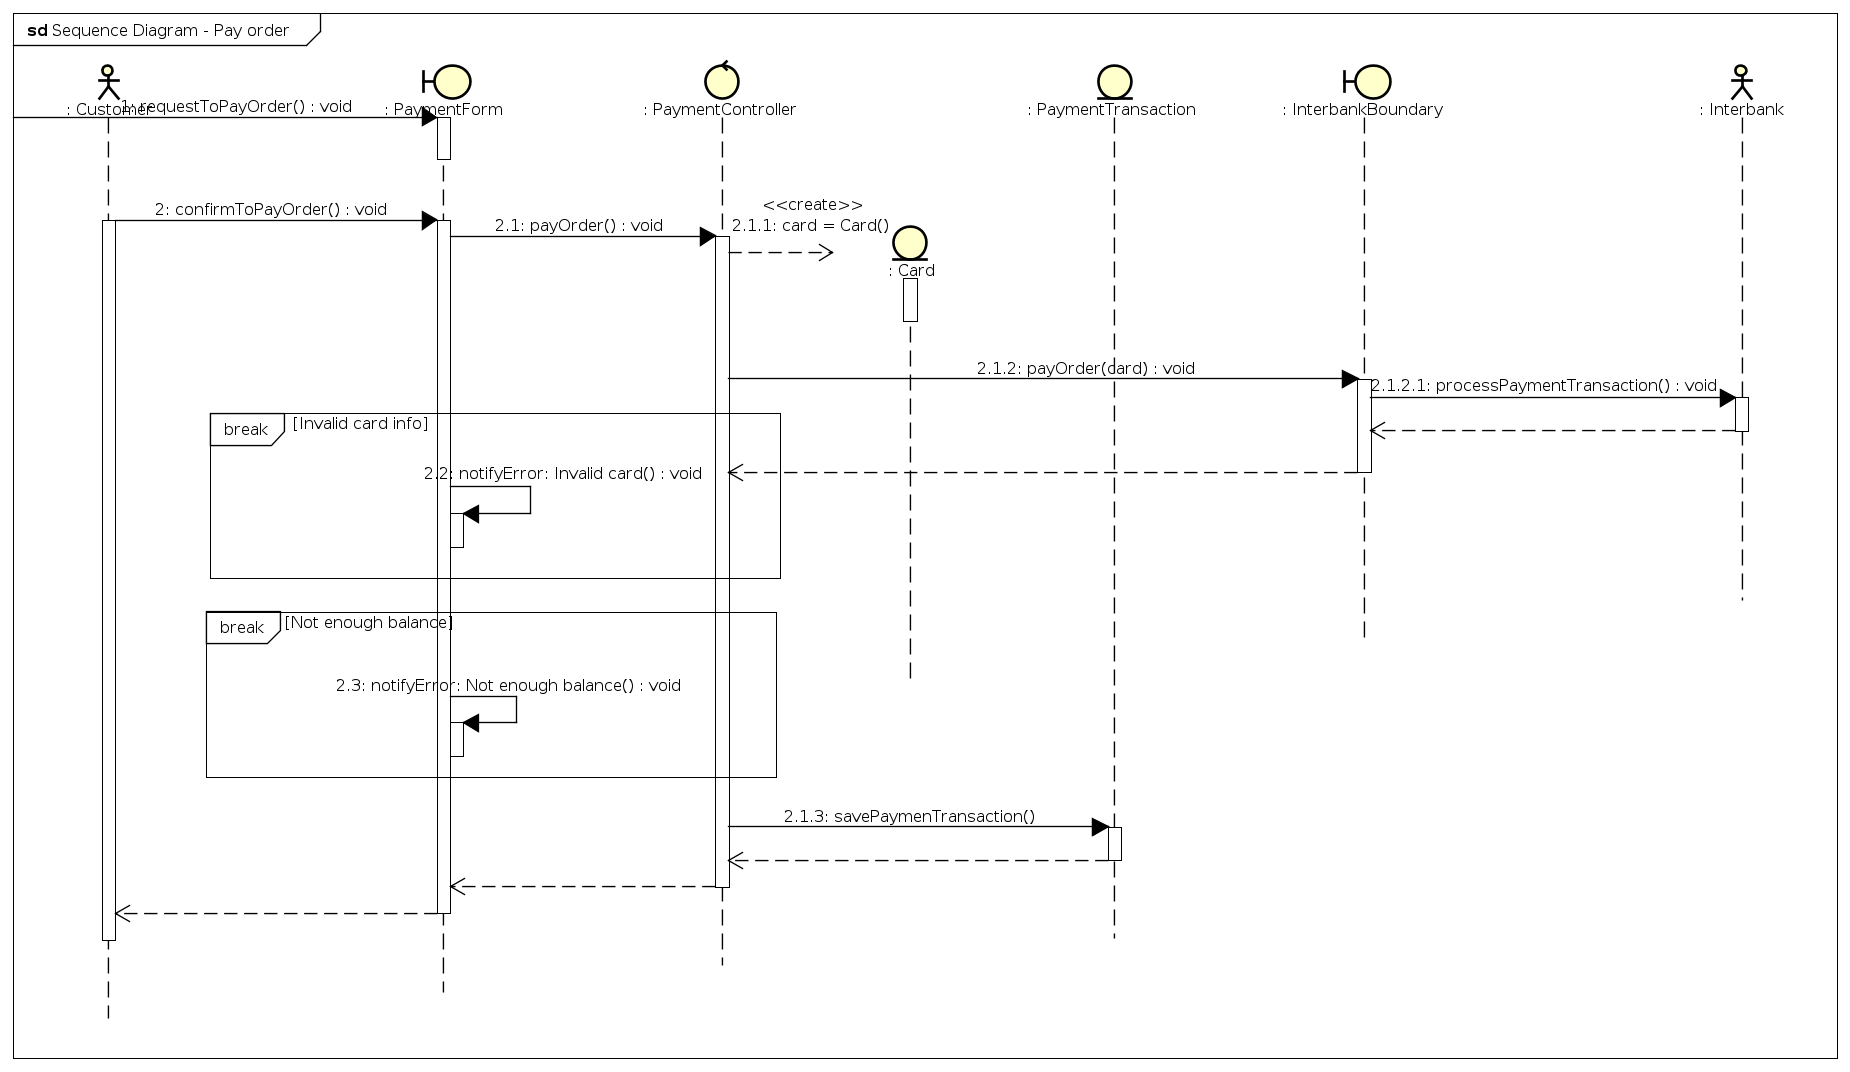 sd Sequence Diagram - Pay order
: Customer
: PaymentForm
: PaymentController
: PaymentTransaction
: InterbankBoundary
: Interbank
1: requestToPayOrder() : void
2: confirmToPayOrder() : void
2.1: payOrder() : void
<<create>>
2.1.1: card = Card()
: Card
2.1.2: payOrder(card) : void
2.1.2.1: processPaymentTransaction() : void
break
[Invalid card info]
2.2: notifyError: Invalid card() : void
break
[Not enough balance]
2.3: notifyError: Not enough balance() : void
2.1.3: savePaymenTransaction()